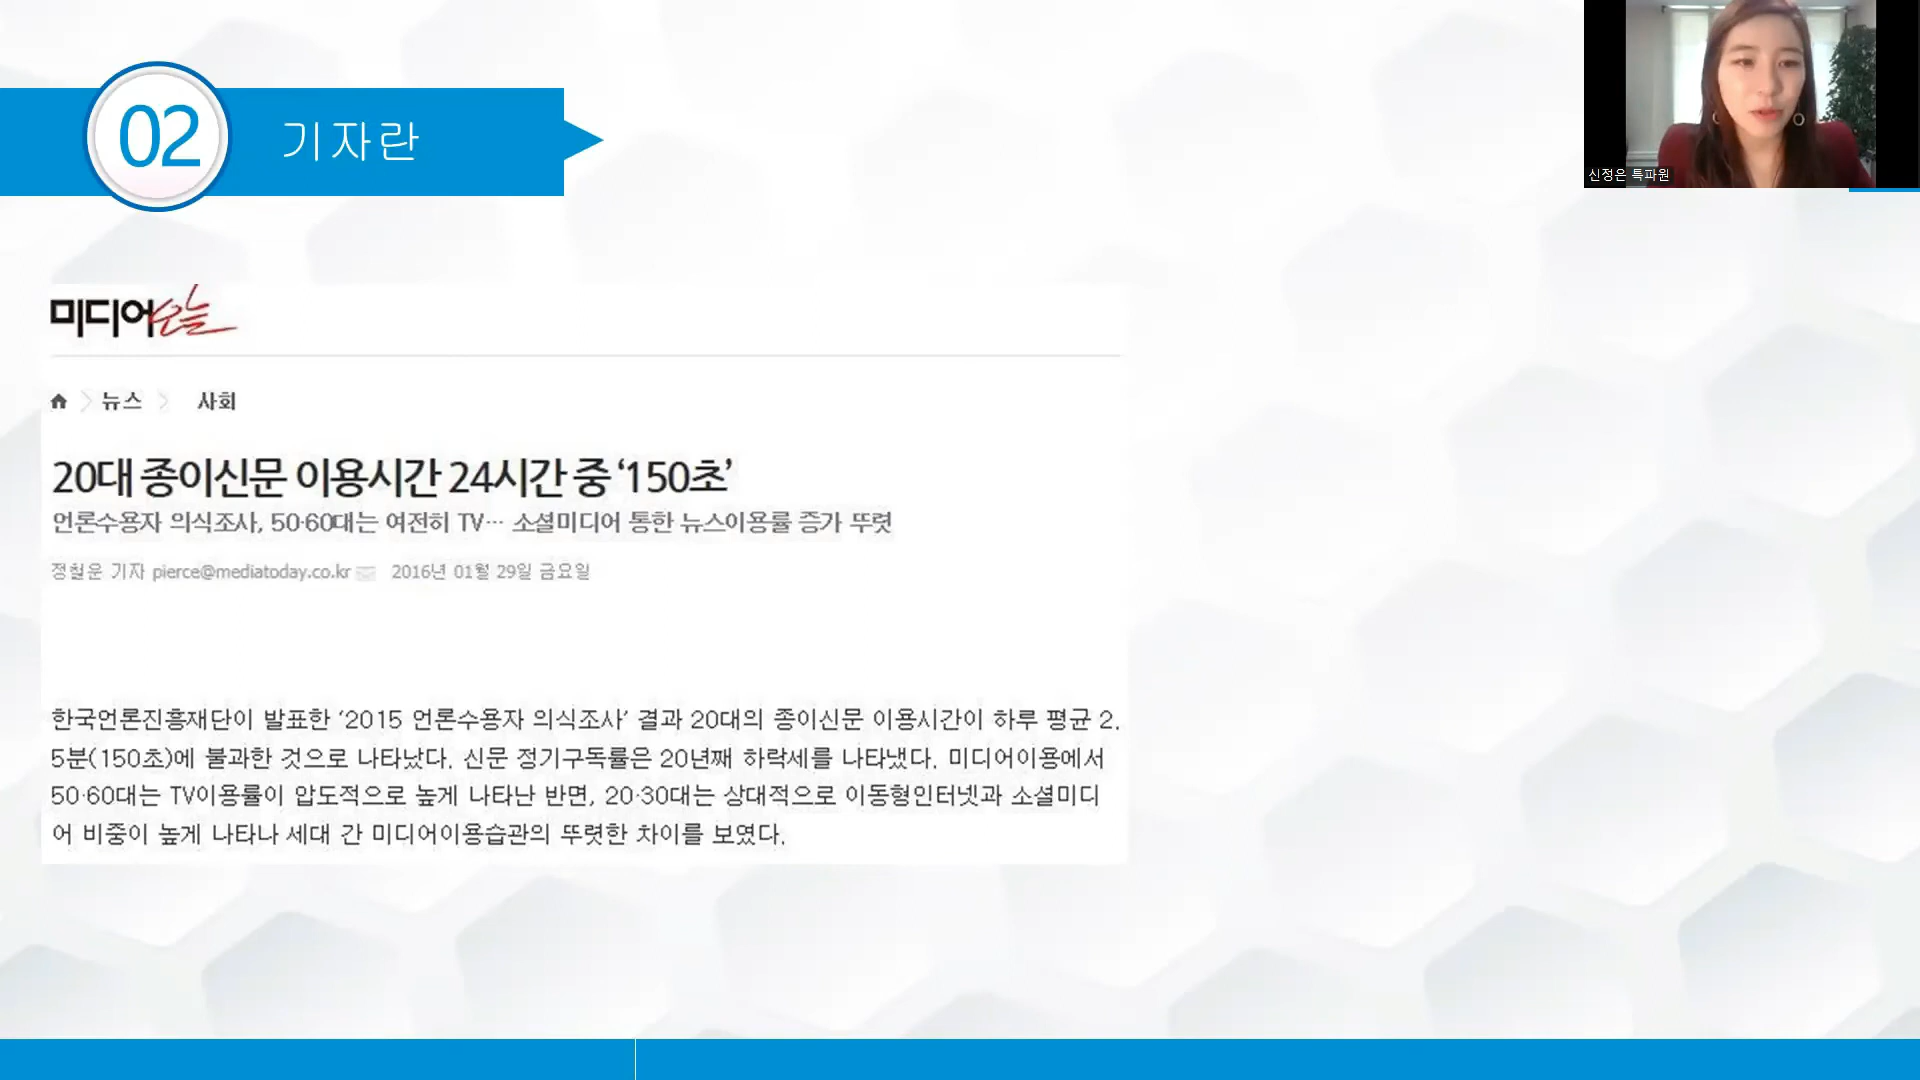 02
기자란
신정은 특파원
미디어오늘
뉴스
사회
20대 종이신문 이용시간 24시간 중 ‘150초’
언론수용자 의식조사, 50·60대는 여전히 TV… 소셜미디어 통한 뉴스이용률 증가 뚜렷
정철운 기자 pierce@mediatoday.co.kr 2016년 01월 29일 금요일
한국언론진흥재단이 발표한 ‘2015 언론수용자 의식조사’ 결과 20대의 종이신문 이용시간이 하루 평균 2.
5분(150초)에 불과한 것으로 나타났다. 신문 정기구독률은 20년째 하락세를 나타냈다. 미디어이용에서
50·60대는 TV이용률이 압도적으로 높게 나타난 반면, 20·30대는 상대적으로 이동형인터넷과 소셜미디
어 비중이 높게 나타나 세대 간 미디어이용습관의 뚜렷한 차이를 보였다.